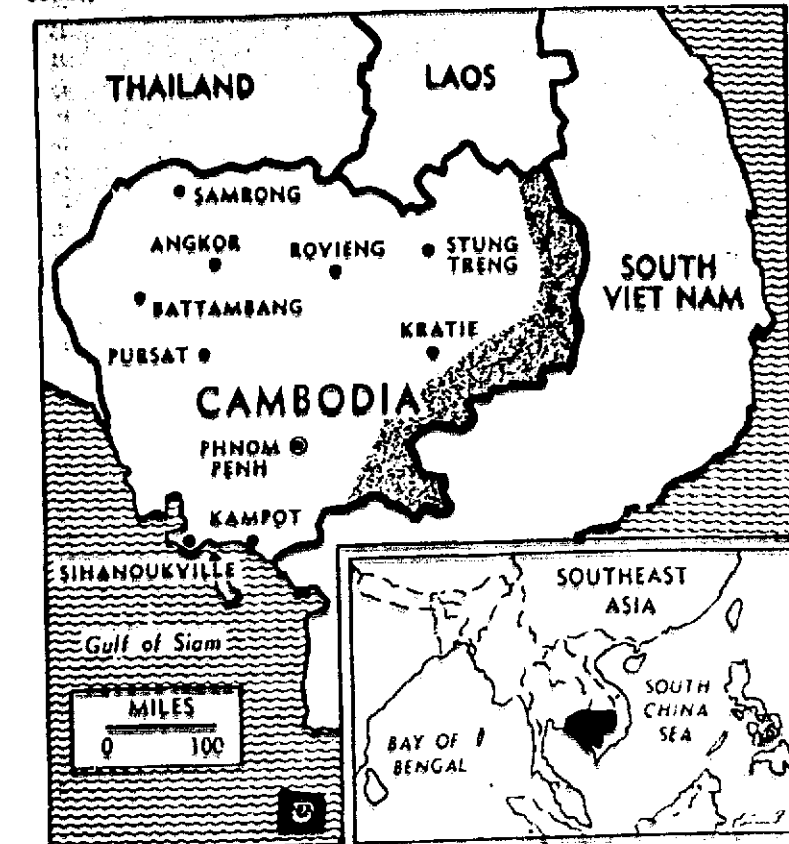 THAILAND
LAOS
SAMRONG
ANGKOR
ROVIENG
STUNG
TRENG
SOUTH
VIET NAM
BATTAMBANG
KRATIE
PURSAT
CAMBODIA
PHNOM
PENH
KAMPOT
SIHANOUKVILLE
Gulf of Siam
MILES
0 100
SOUTHEAST
ASIA
SOUTH
CHINA
SEA
BAY OF
BENGAL